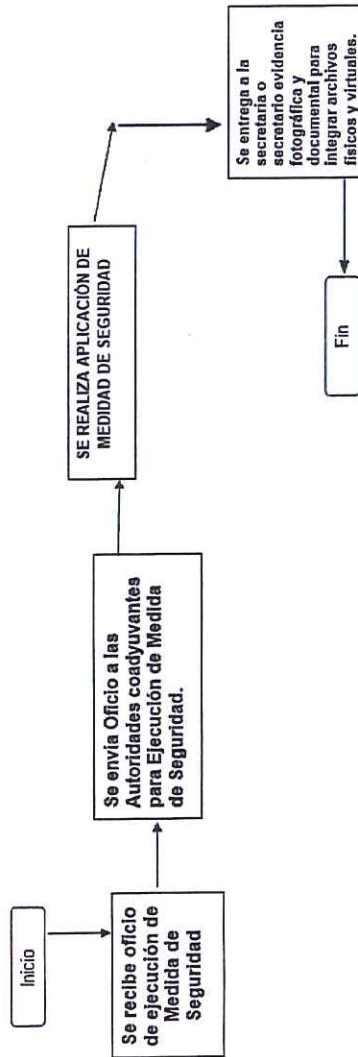 Inicio
Se recibe oficio
de ejecución de
Medida de
Seguridad
Se envía Oficio a las
Autoridades coadyuvantes
para Ejecución de Medida
de Seguridad.
SE REALIZA APLICACIÓN DE
MEDIDAD DE SEGURIDAD
Se entrega a la
secretaria o
secretario evidencia
fotográfica y
documental para
integrar archivos
físicos y virtuales.
Fin